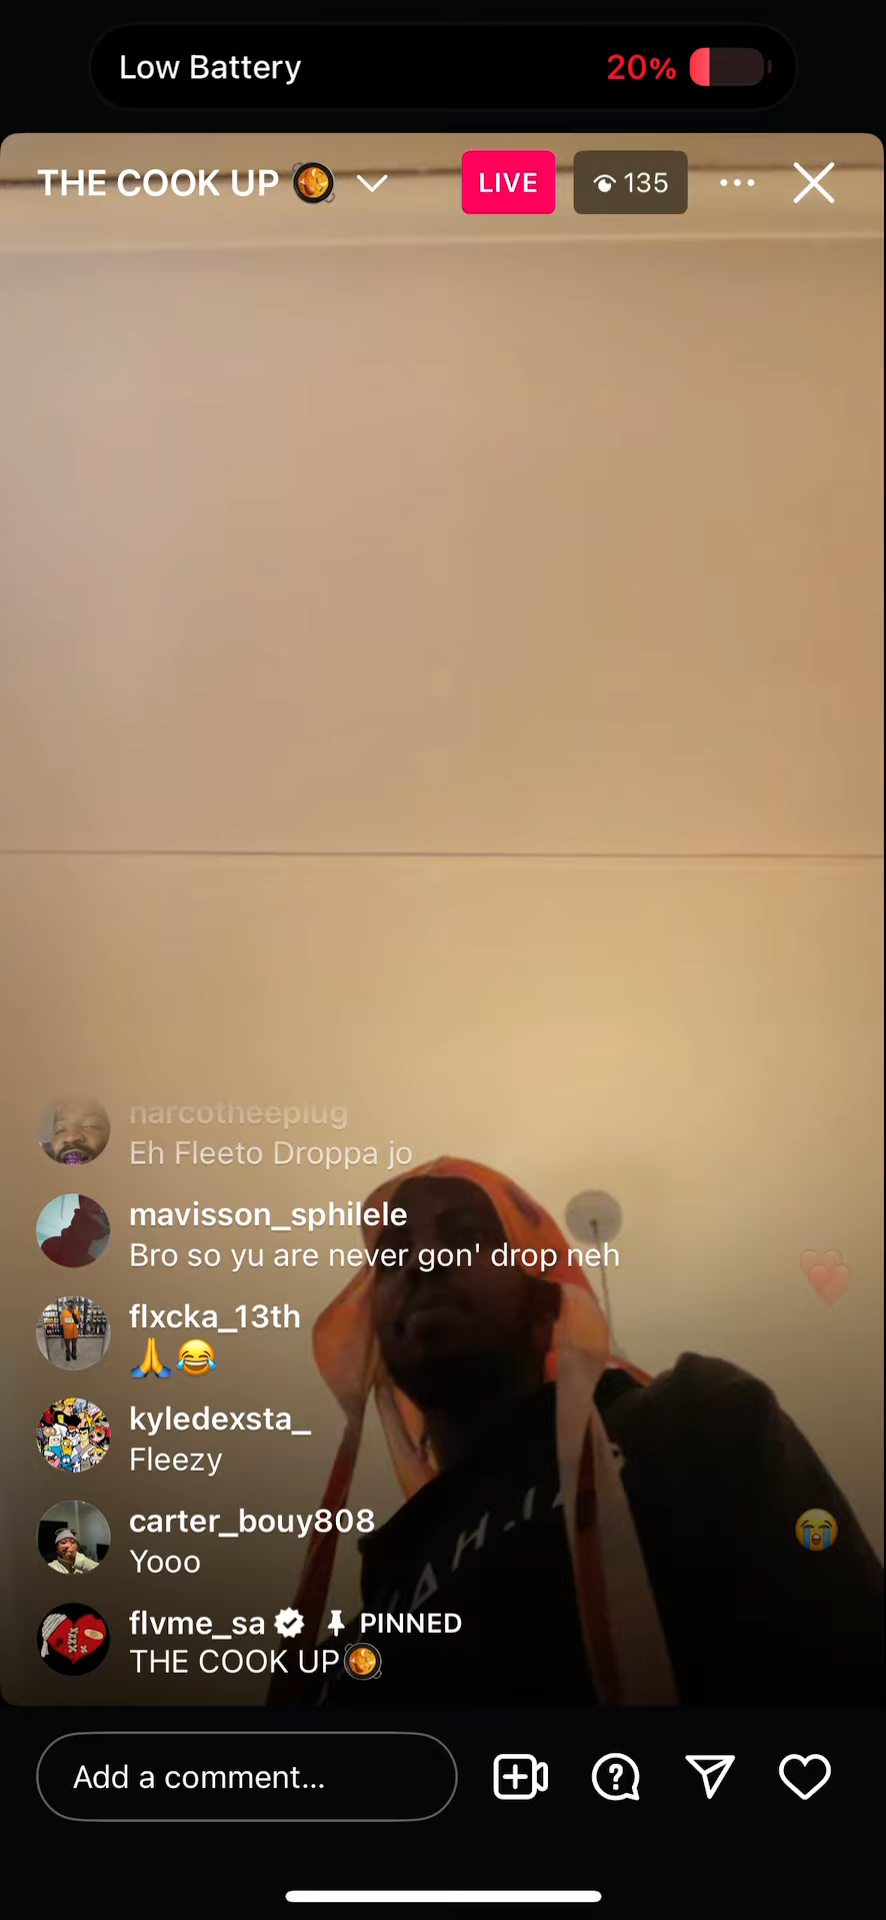 Low Battery 20%
THE COOK UP 🥘 LIVE 135
narcotheeplug
Eh Fleeto Droppa jo
mavisson_sphilele
Bro so yu are never gon' drop neh
flxcka_13th
🙏😂
kyledexsta_
Fleezy
carter_bouy808
Yooo
flvme_sa PINNED
THE COOK UP🥘
Add a comment...